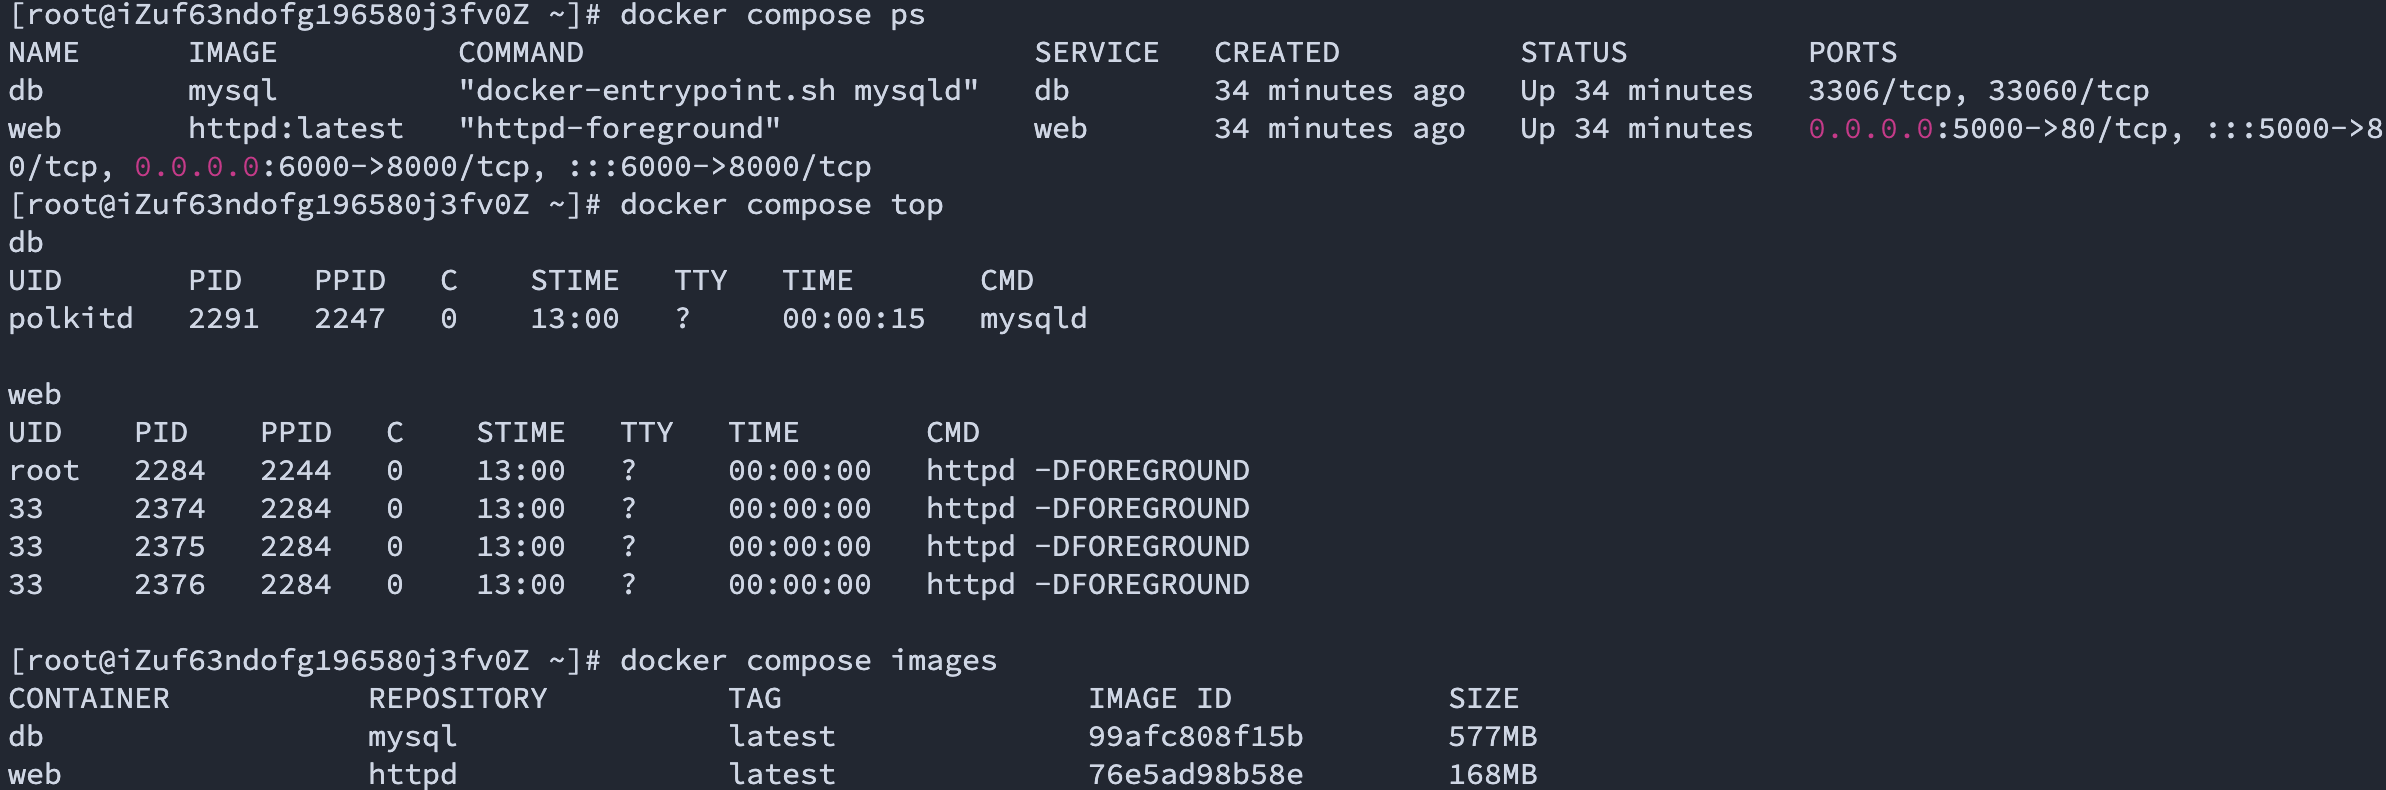 [root@iZuf63ndofg196580j3fv0Z ~]# docker compose ps
NAME      IMAGE          COMMAND                         SERVICE   CREATED          STATUS          PORTS
db        mysql          "docker-entrypoint.sh mysqld"   db        34 minutes ago   Up 34 minutes   3306/tcp, 33060/tcp
web       httpd:latest   "httpd-foreground"              web       34 minutes ago   Up 34 minutes   0.0.0.0:5000->80/tcp, :::5000->8
0/tcp, 0.0.0.0:6000->8000/tcp, :::6000->8000/tcp
[root@iZuf63ndofg196580j3fv0Z ~]# docker compose top
db
UID       PID    PPID   C    STIME   TTY   TIME       CMD
polkitd   2291   2247   0    13:00   ?     00:00:15   mysqld
web
UID    PID    PPID   C    STIME   TTY   TIME       CMD
root   2284   2244   0    13:00   ?     00:00:00   httpd -DFOREGROUND
33     2374   2284   0    13:00   ?     00:00:00   httpd -DFOREGROUND
33     2375   2284   0    13:00   ?     00:00:00   httpd -DFOREGROUND
33     2376   2284   0    13:00   ?     00:00:00   httpd -DFOREGROUND
[root@iZuf63ndofg196580j3fv0Z ~]# docker compose images
CONTAINER           REPOSITORY          TAG                 IMAGE ID            SIZE
db                  mysql               latest              99afc808f15b        577MB
web                 httpd               latest              76e5ad98b58e        168MB